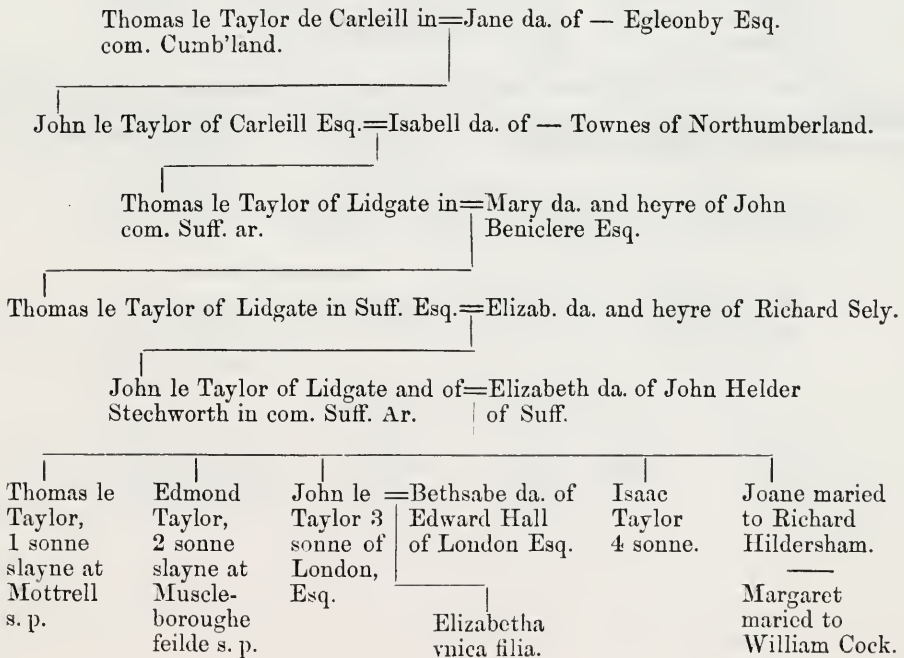 Thomas le Taylor de Carleill in=Jane da. of — Egleonby Esq.
com. Cumb'land.
John le Taylor of Carleill Esq.=Isabell da. of — Townes of Northumberland.
Thomas le Taylor of Lidgate in=Mary da. and heyre of John
com. Suff. ar. Beniclere Esq.
Thomas le Taylor of Lidgate in Suff. Esq.=Elizab. da. and heyre of Richard Sely.
John le Taylor of Lidgate and of=Elizabeth da. of John Helder
Stechworth in com. Suff. Ar. of Suff.
Thomas le
Taylor,
1 sonne
slayne at
Mottrell
s. p.
Edmond
Taylor,
2 sonne
slayne at
Muscle-
boroughe
feilde s. p.
John le
Taylor 3
sonne of
London,
Esq.
=Bethsabe da. of
Edward Hall
of London Esq.
Elizabetha
vnica filia.
Isaac
Taylor
4 sonne.
Joane maried
to Richard
Hildersham.
Margaret
maried to
William Cock.